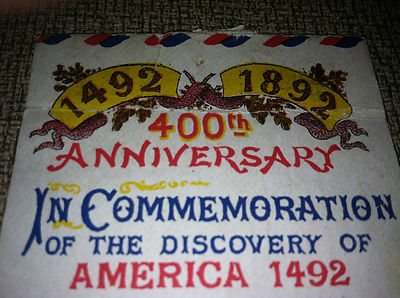 1492 1892
400th
ANNIVERSARY
IN COMMEMORATION
OF THE DISCOVERY OF
AMERICA 1492